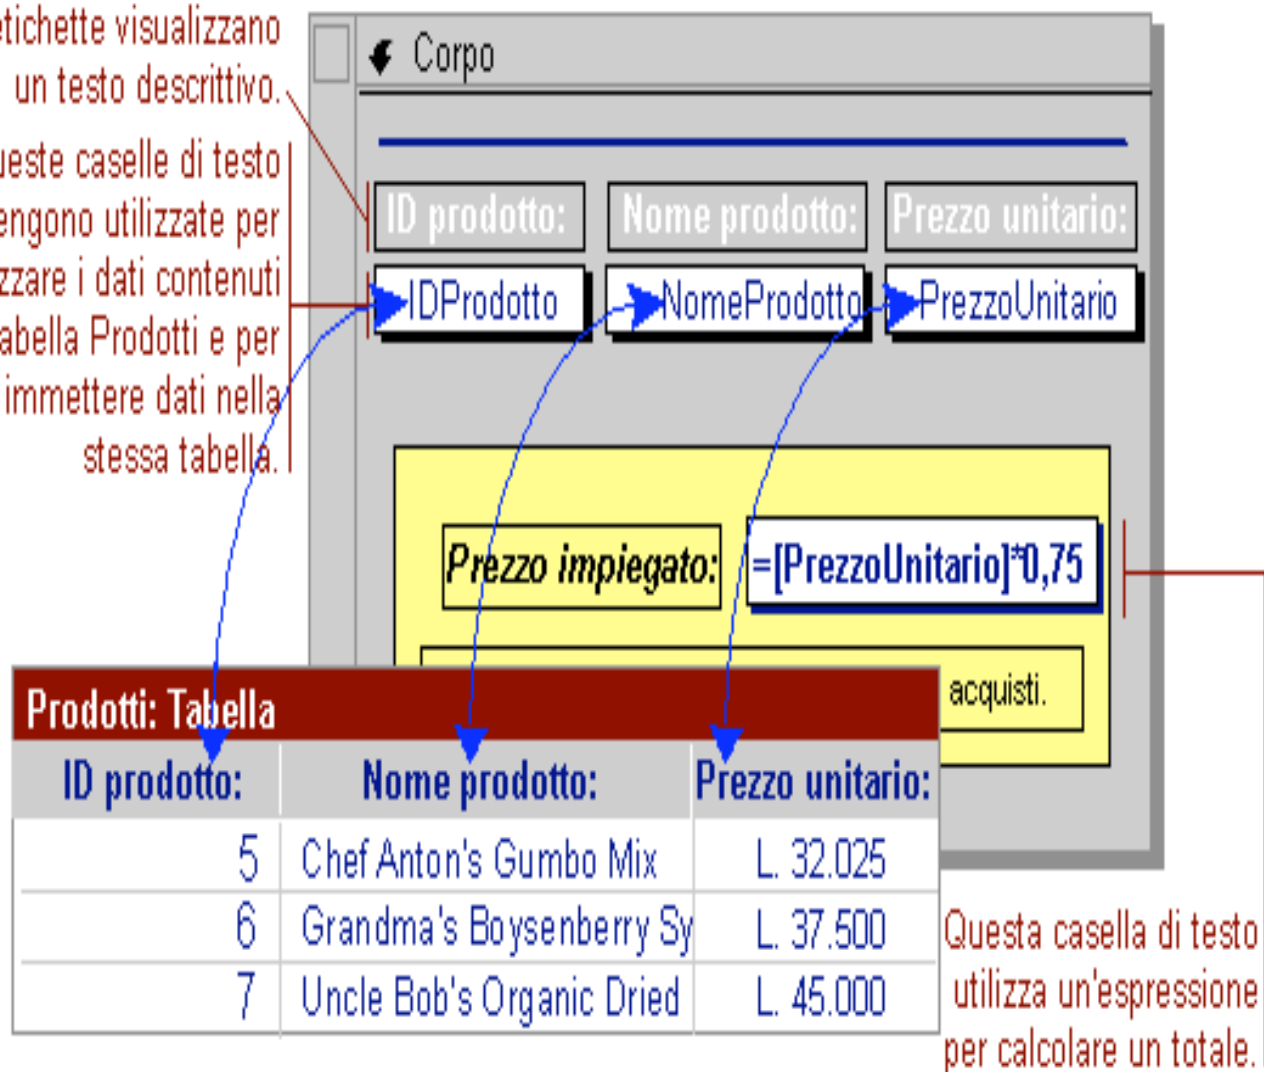 etichette visualizzano
un testo descrittivo.
ueste caselle di testo
engono utilizzate per
zzare i dati contenuti
abella Prodotti e per
immettere dati nella
stessa tabella.
Corpo
ID prodotto: Nome prodotto: Prezzo unitario:
IDProdotto NomeProdotto PrezzoUnitario
Prezzo impiegato: =[PrezzoUnitario]*0,75
acquisti.
Prodotti: Tabella
ID prodotto: Nome prodotto: Prezzo unitario:
5 Chef Anton's Gumbo Mix L. 32.025
6 Grandma's Boysenberry Sy L. 37.500
7 Uncle Bob's Organic Dried L. 45.000
Questa casella di testo
utilizza un'espressione
per calcolare un totale.